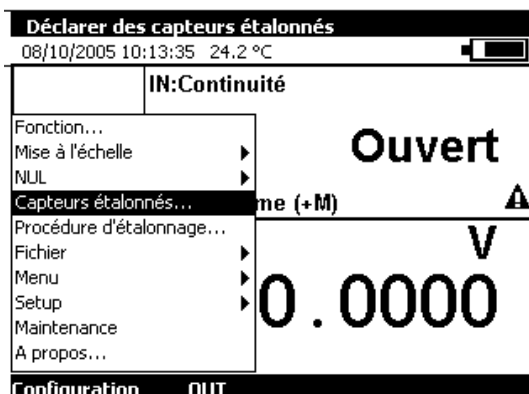 Déclarer des capteurs étalonnés
08/10/2005 10:13:35 24.2 °C
IN:Continuité
Fonction...
Mise à l'échelle
Ouvert
NUL
Capteurs étalonnés...
me (+M)
Procédure d'étalonnage...
V
Fichier
Menu
0.0000
Setup
Maintenance
A propos...
Configuration OUT